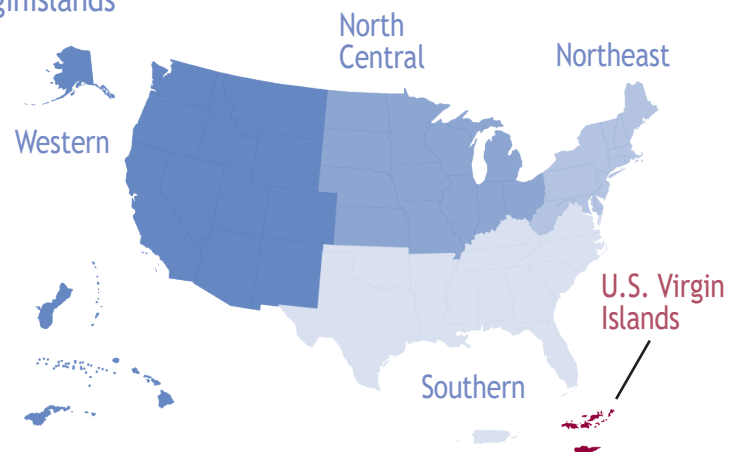 North
Central
Northeast
Western
U.S. Virgin
Islands
Southern